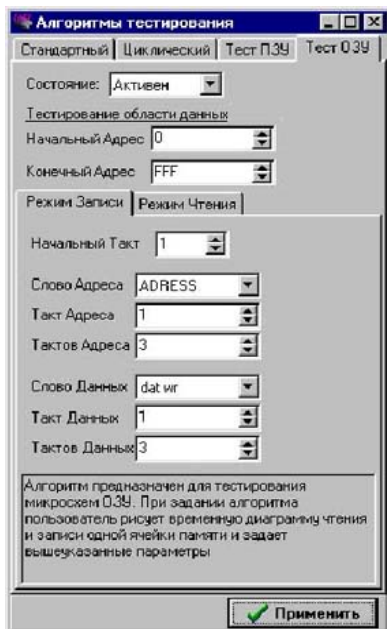 Алгоритмы тестирования
Стандартный Циклический Тест ПЗУ Тест ОЗУ
Состояние: Активен
Тестирование области данных
Начальный Адрес 0
Конечный Адрес FFF
Режим Записи Режим Чтения
Начальный Такт 1
Слово Адреса ADRESS
Такт Адреса 1
Тактов Адреса 3
Слово Данных dat wr
Такт Данных 1
Тактов Данных 3
Алгоритм предназначен для тестирования
микросхем ОЗУ. При задании алгоритма
пользователь рисует временную диаграмму чтения
и записи одной ячейки памяти и задает
вышеуказанные параметры
Применить